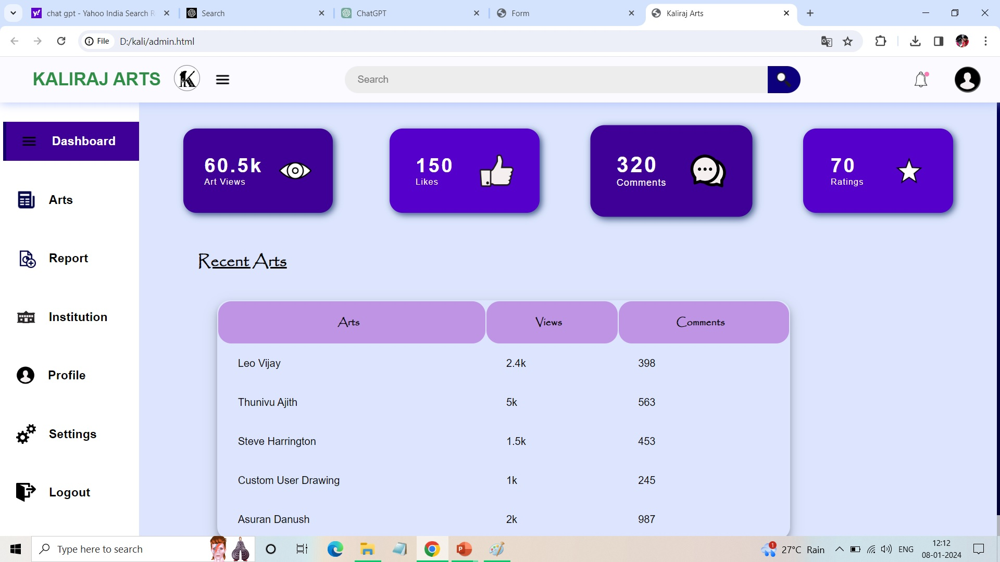 chat gpt - Yahoo India Search R
Search
ChatGPT
Form
Kaliraj Arts
File
D:/kali/admin.html
KALIRAJ ARTS
K
Search
Dashboard
Arts
Report
Institution
Profile
Settings
Logout
60.5k
Art Views
150
Likes
320
Comments
70
Ratings
Recent Arts
Arts Views Comments
Leo Vijay 2.4k 398
Thunivu Ajith 5k 563
Steve Harrington 1.5k 453
Custom User Drawing 1k 245
Asuran Danush 2k 987
Type here to search
1
27°C Rain
ENG
12:12
08-01-2024